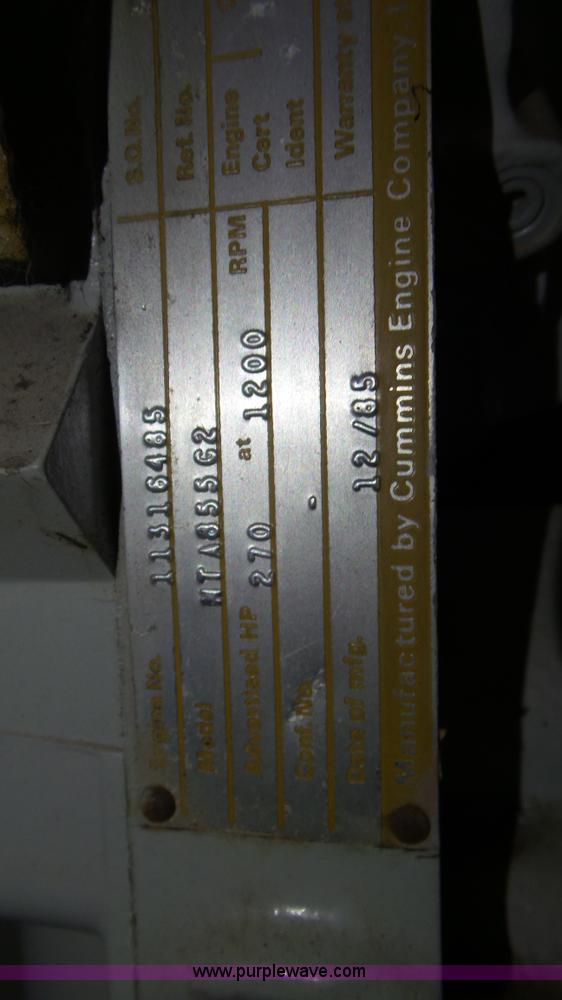 Engine No. 11316485 S.O. No.
Model NTA855G2 Ref. No.
Advertised HP 270 at 1200 RPM Engine
Cert
Conf. No. - Ident
Date of mfg. 12/85 Warranty
Manufactured by Cummins Engine Company
www.purplewave.com